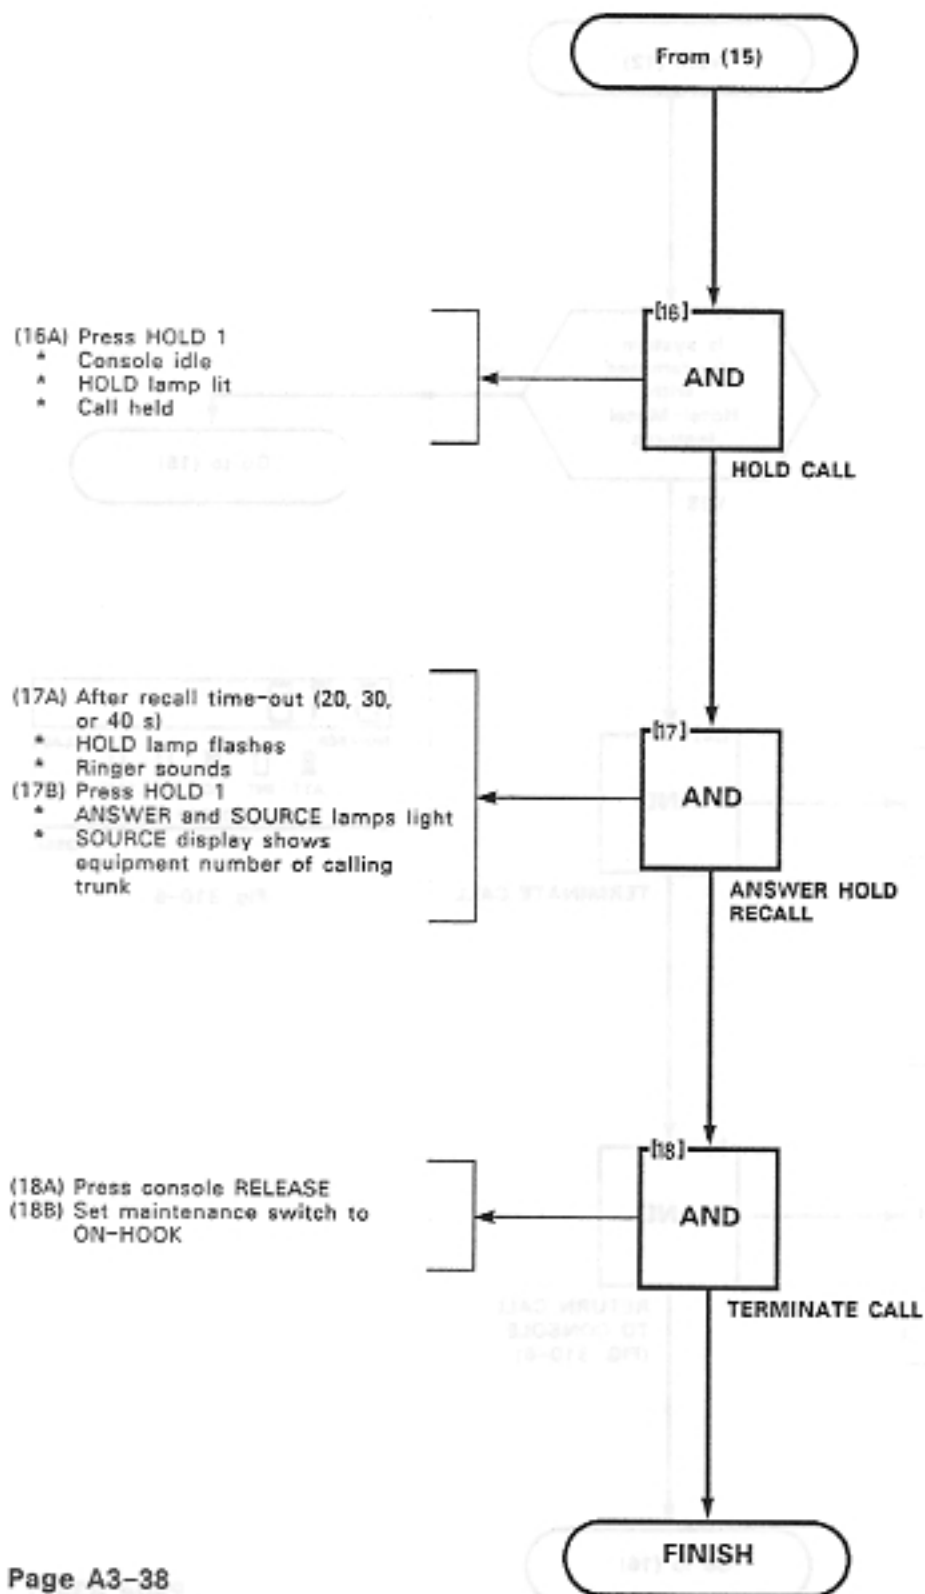 From (15)
[16]
(16A) Press HOLD 1
* Console idle
* HOLD lamp lit
* Call held
AND
HOLD CALL
(17A) After recall time-out (20, 30,
or 40 s)
* HOLD lamp flashes
* Ringer sounds
(17B) Press HOLD 1
* ANSWER and SOURCE lamps light
* SOURCE display shows
equipment number of calling
trunk
[17]
AND
ANSWER HOLD
RECALL
[18]
(18A) Press console RELEASE
(18B) Set maintenance switch to
ON-HOOK
AND
TERMINATE CALL
FINISH
Page A3-38